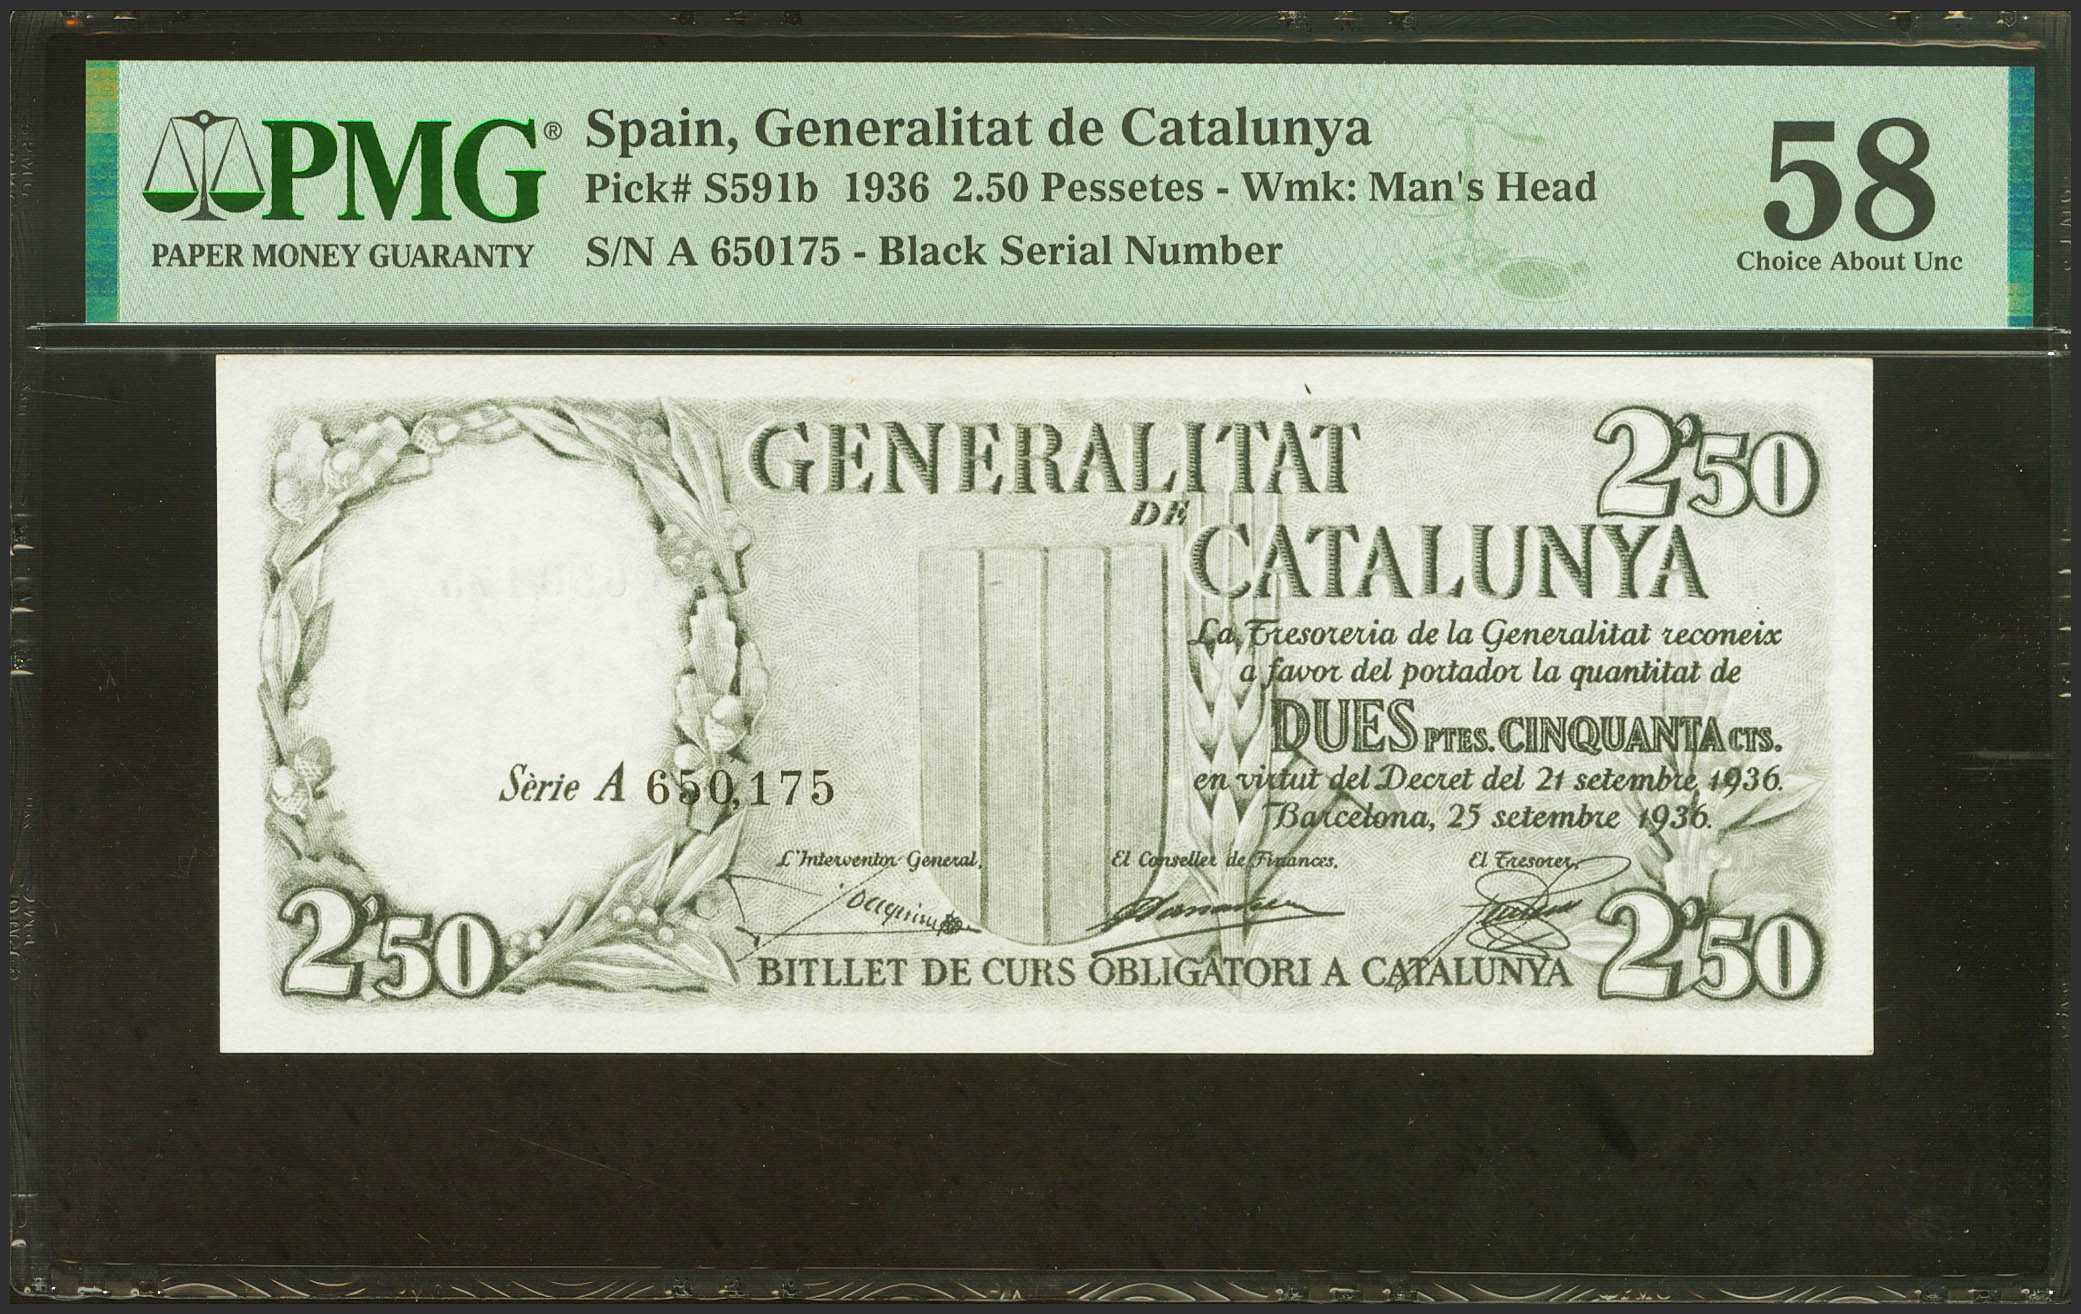 PMG®
PAPER MONEY GUARANTY
Spain, Generalitat de Catalunya
Pick# S591b 1936 2.50 Pessetes - Wmk: Man's Head
S/N A 650175 - Black Serial Number
58
Choice About Unc
GENERALITAT
DE
CATALUNYA
2'50
La Tresoreria de la Generalitat reconeix
a favor del portador la quantitat de
DUES PTES. CINQUANTA CTS.
en virtut del Decret del 21 setembre 1936.
Barcelona, 25 setembre 1936.
Sèrie A 650,175
L'Interventor General,
El Conseller de Finances,
El Tresorer,
2'50
BITLLET DE CURS OBLIGATORI A CATALUNYA
2'50